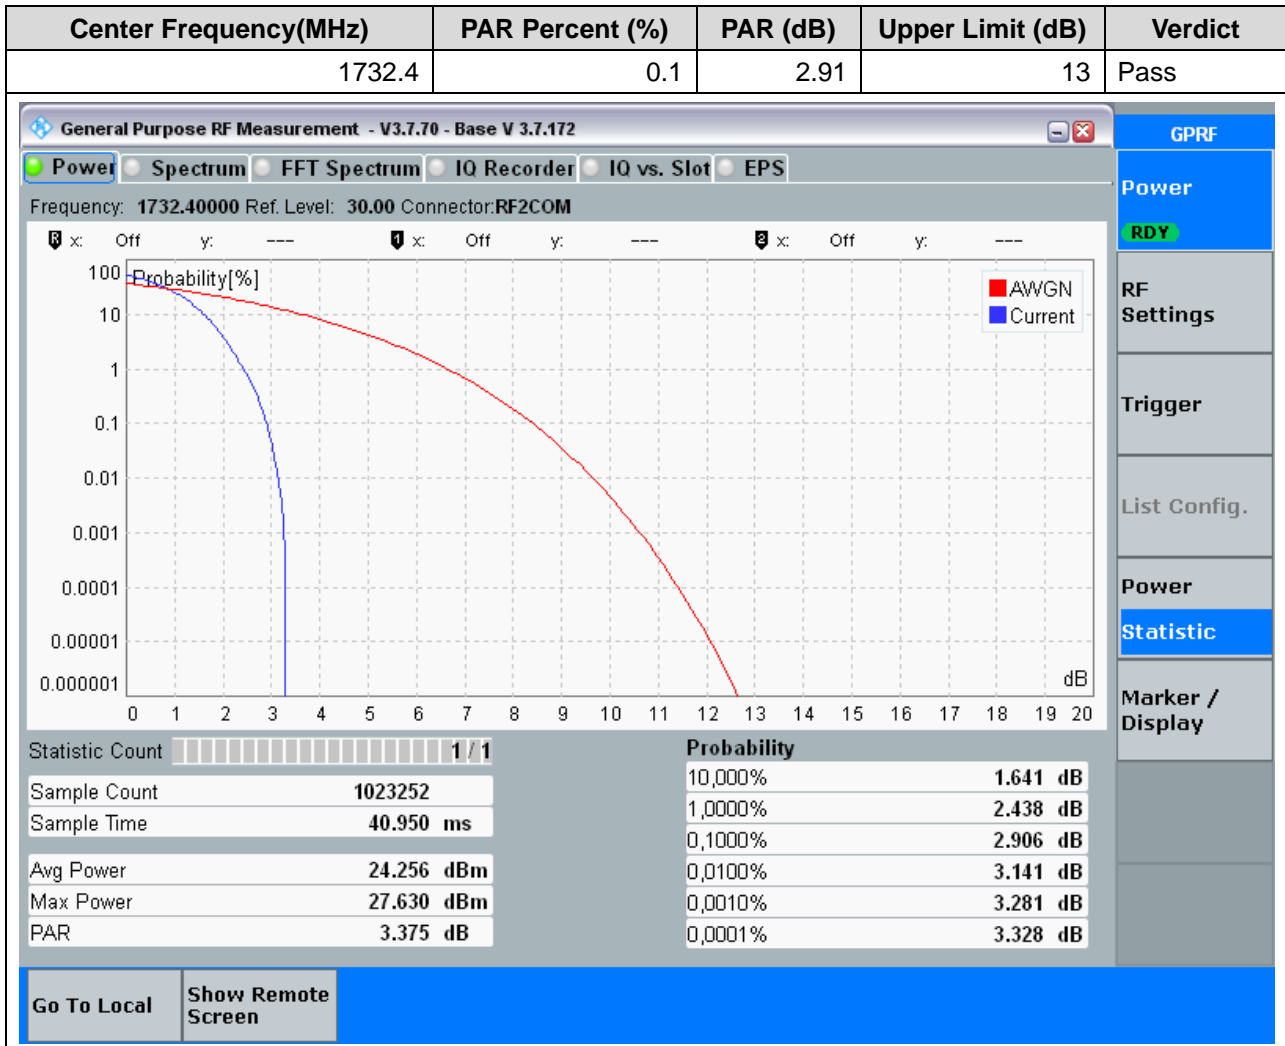 Center Frequency(MHz) PAR Percent (%) PAR (dB) Upper Limit (dB) Verdict
1732.4 0.1 2.91 13 Pass
General Purpose RF Measurement - V3.7.70 - Base V 3.7.172
GPRF
Power Spectrum FFT Spectrum IQ Recorder IQ vs. Slot EPS
Power
RDY
Frequency: 1732.40000 Ref. Level: 30.00 Connector:RF2COM
R x: Off y: --- 1 x: Off y: --- 2 x: Off y: ---
Probability[%]
AWGN
Current
100
10
1
0.1
0.01
0.001
0.0001
0.00001
0.000001
dB
0 1 2 3 4 5 6 7 8 9 10 11 12 13 14 15 16 17 18 19 20
RF
Settings
Trigger
List Config.
Power
Statistic
Marker /
Display
Statistic Count 1 / 1
Sample Count 1023252
Sample Time 40.950 ms
Avg Power 24.256 dBm
Max Power 27.630 dBm
PAR 3.375 dB
Probability
10,000% 1.641 dB
1,0000% 2.438 dB
0,1000% 2.906 dB
0,0100% 3.141 dB
0,0010% 3.281 dB
0,0001% 3.328 dB
Go To Local
Show Remote
Screen